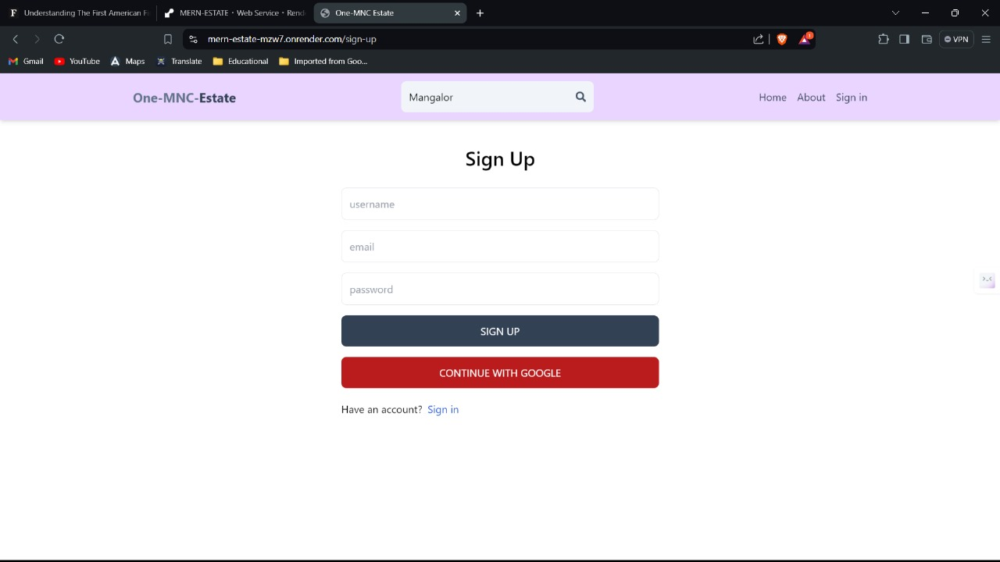 Understanding The First American Fi
MERN-ESTATE · Web Service · Rend
One-MNC Estate
mern-estate-mzw7.onrender.com/sign-up
1
VPN
Gmail
YouTube
Maps
Translate
Educational
Imported from Goo...
One-MNC-Estate
Mangalor
Home
About
Sign in
Sign Up
username
email
password
SIGN UP
CONTINUE WITH GOOGLE
Have an account? Sign in